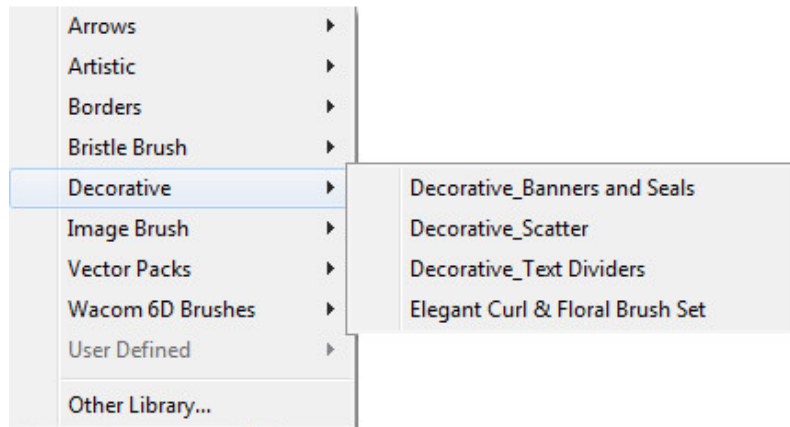 Arrows
Artistic
Borders
Bristle Brush
Decorative
Image Brush
Vector Packs
Wacom 6D Brushes
User Defined
Other Library...
Decorative_Banners and Seals
Decorative_Scatter
Decorative_Text Dividers
Elegant Curl & Floral Brush Set